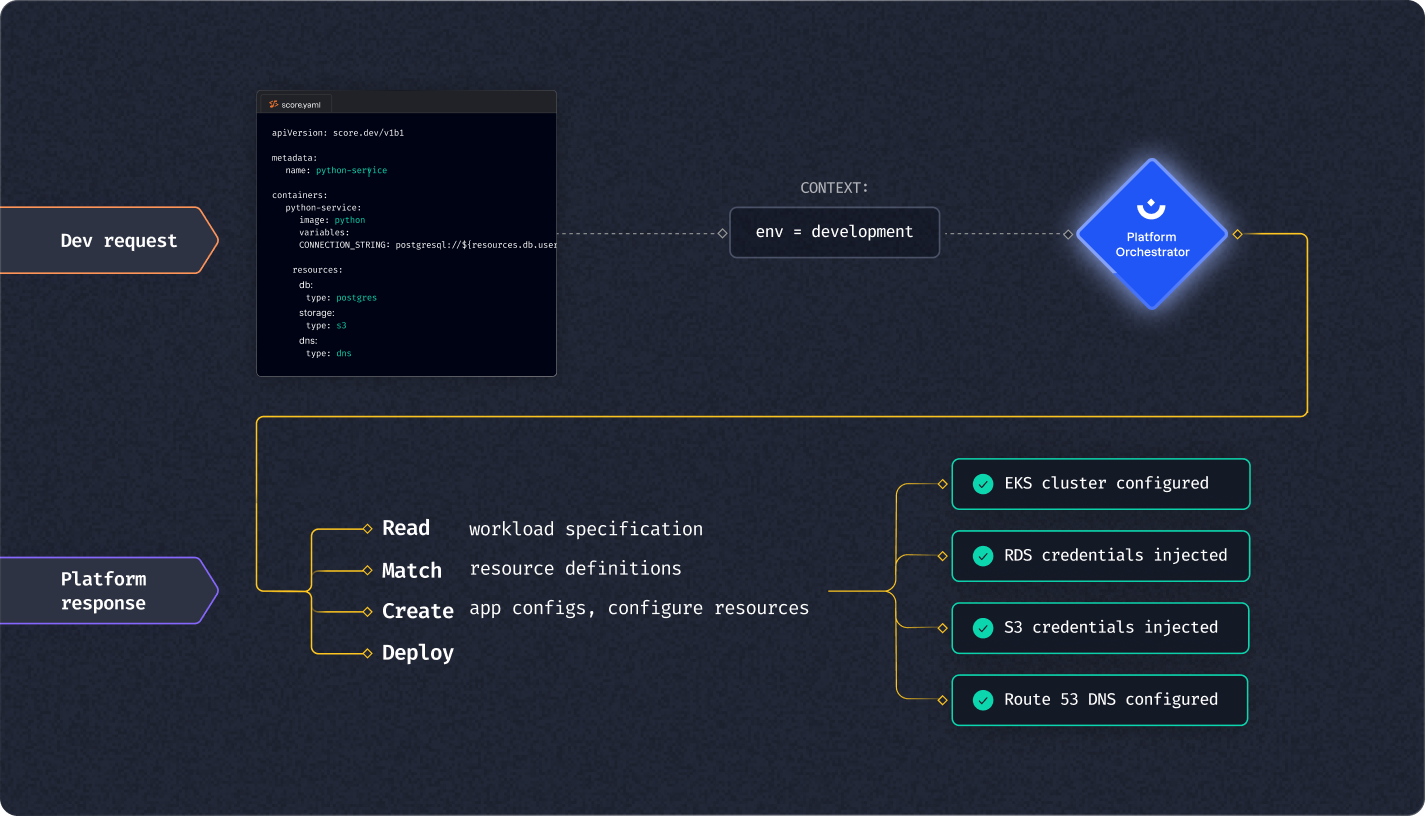 score.yaml
apiVersion: score.dev/v1b1
metadata:
name: python-service
containers:
python-service:
image: python
variables:
CONNECTION_STRING: postgresql://${resources.db.user
resources:
db:
type: postgres
storage:
type: s3
dns:
type: dns
Dev request
CONTEXT:
env = development
Platform
Orchestrator
Platform
response
Read workload specification
Match resource definitions
Create app configs, configure resources
Deploy
EKS cluster configured
RDS credentials injected
S3 credentials injected
Route 53 DNS configured